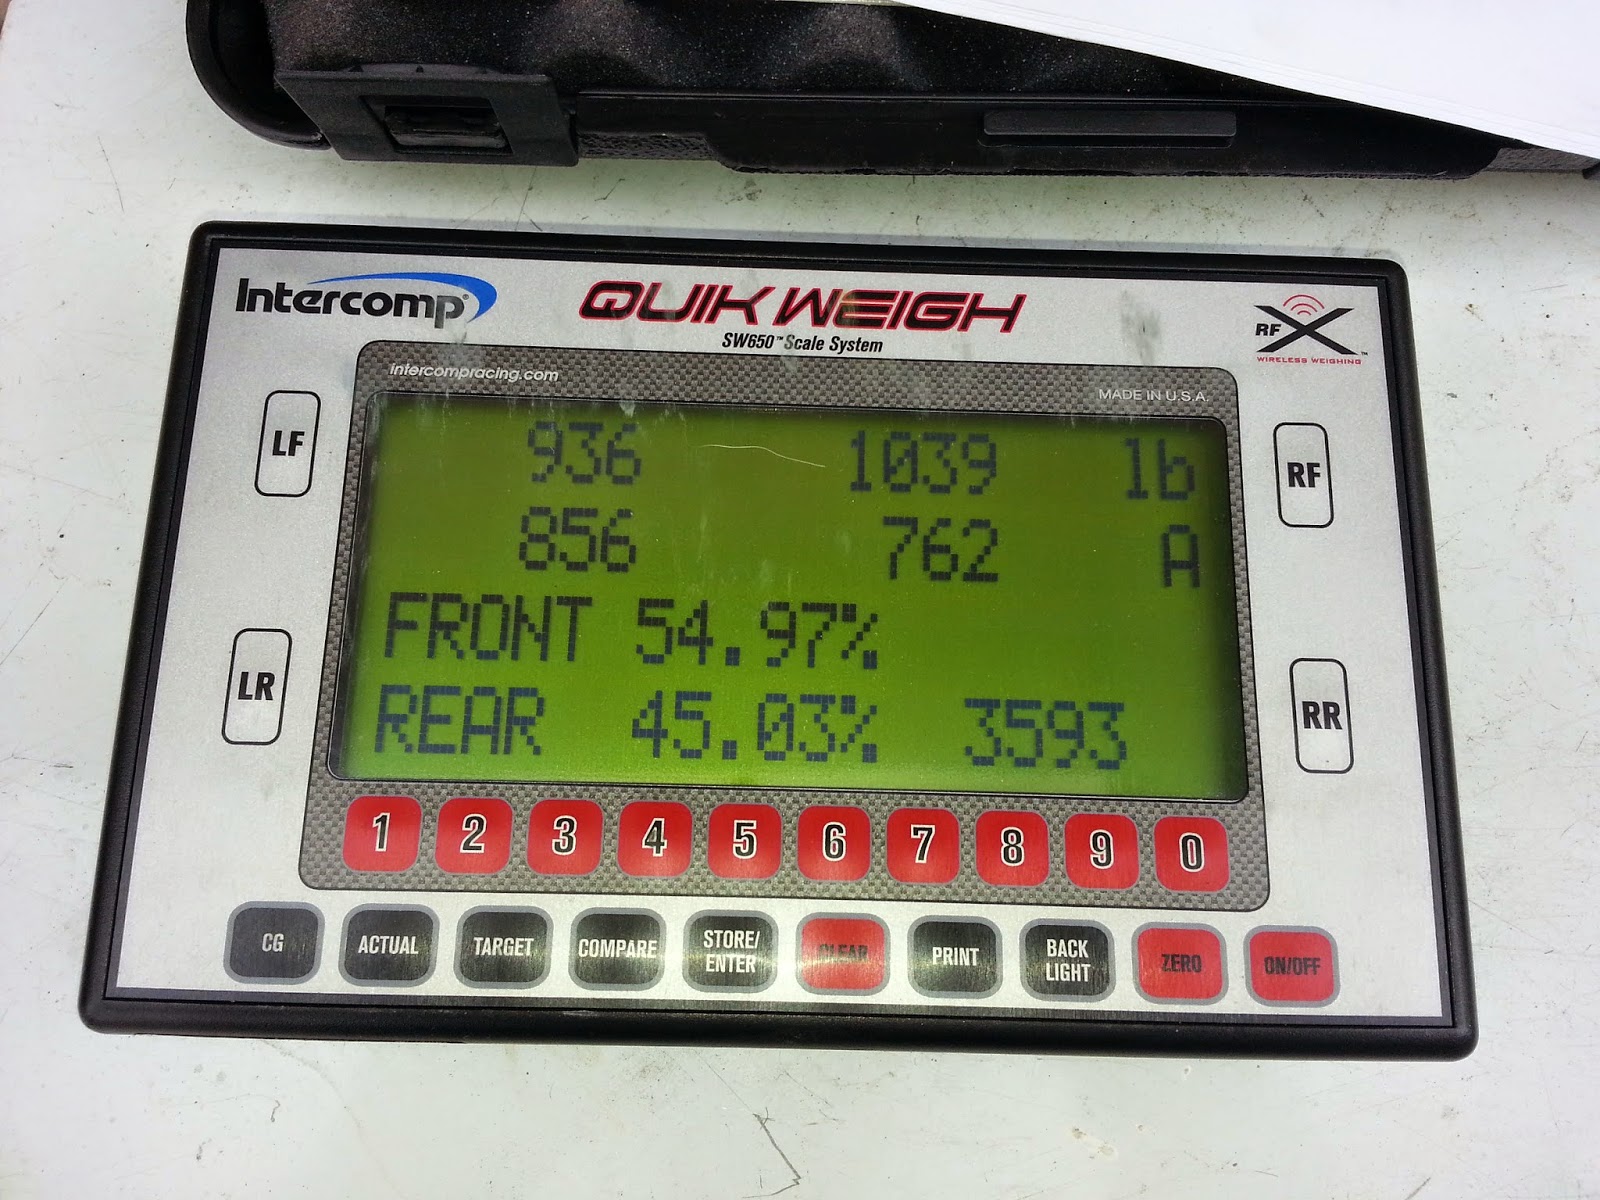 Intercomp®
QUIK WEIGH
SW650™ Scale System
RFX™
WIRELESS WEIGHING
intercompracing.com
MADE IN U.S.A.
LF
936 1039 lb
RF
856 762 A
FRONT 54.97%
LR
REAR 45.03% 3593
RR
1 2 3 4 5 6 7 8 9 0
CG ACTUAL TARGET COMPARE STORE/ENTER CLEAR PRINT BACK LIGHT ZERO ON/OFF